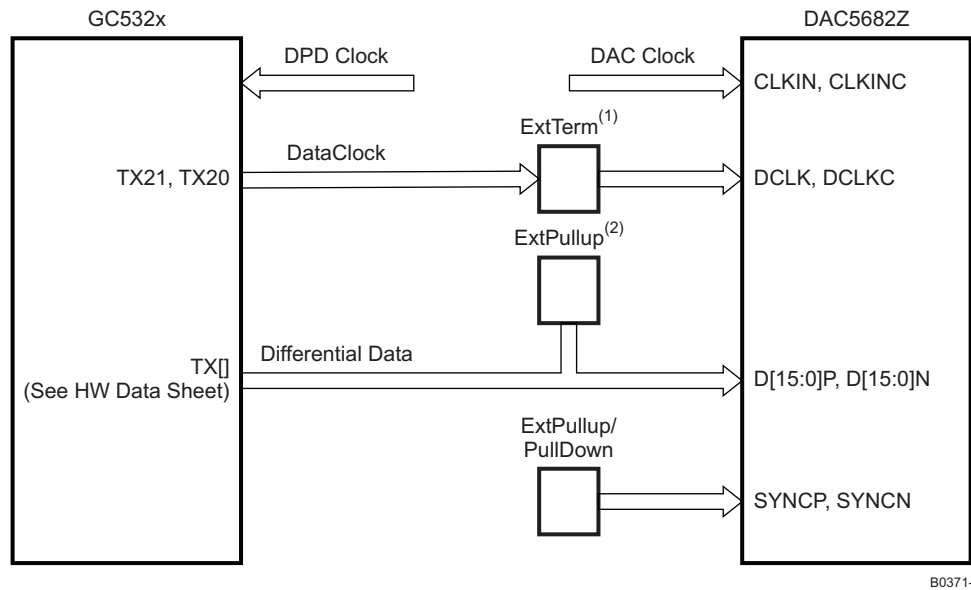 GC532x
DAC5682Z
DPD Clock
DAC Clock
CLKIN, CLKINC
ExtTerm(1)
DataClock
TX21, TX20
DCLK, DCLKC
ExtPullup(2)
Differential Data
TX[]
(See HW Data Sheet)
D[15:0]P, D[15:0]N
ExtPullup/
PullDown
SYNCP, SYNCN